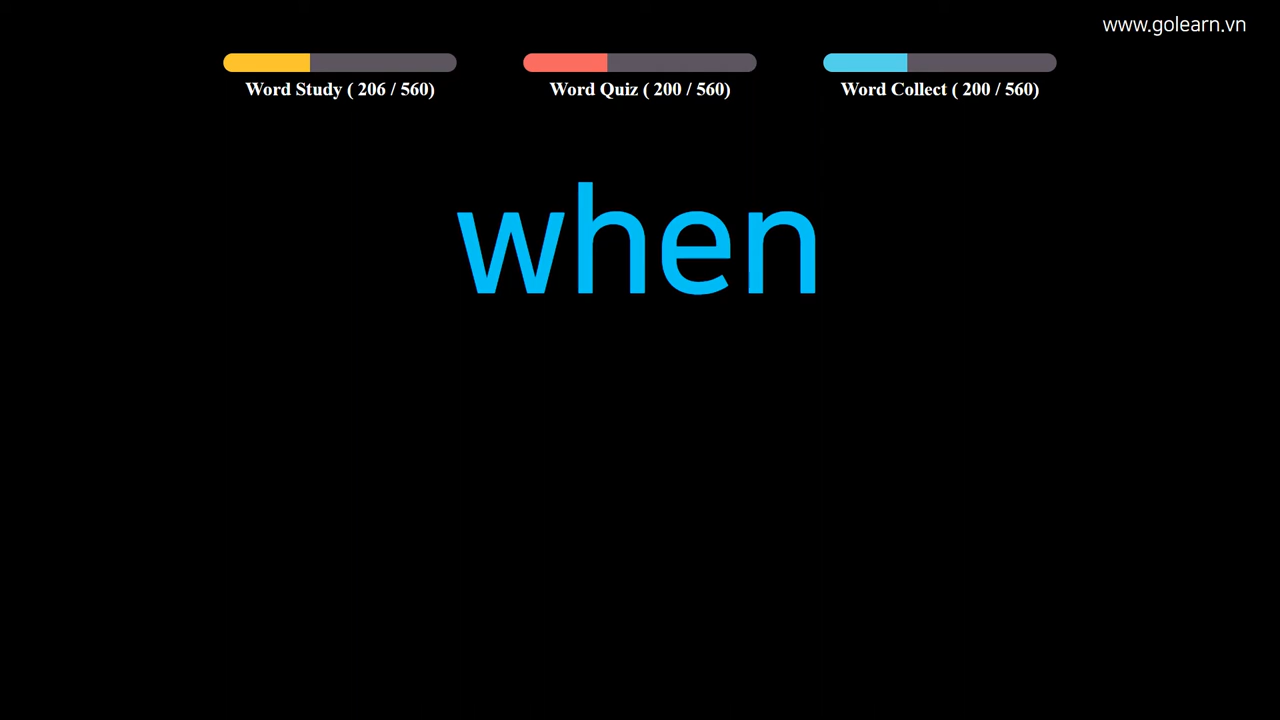 www.golearn.vn
Word Study ( 206 / 560)
Word Quiz ( 200 / 560)
Word Collect ( 200 / 560)
when